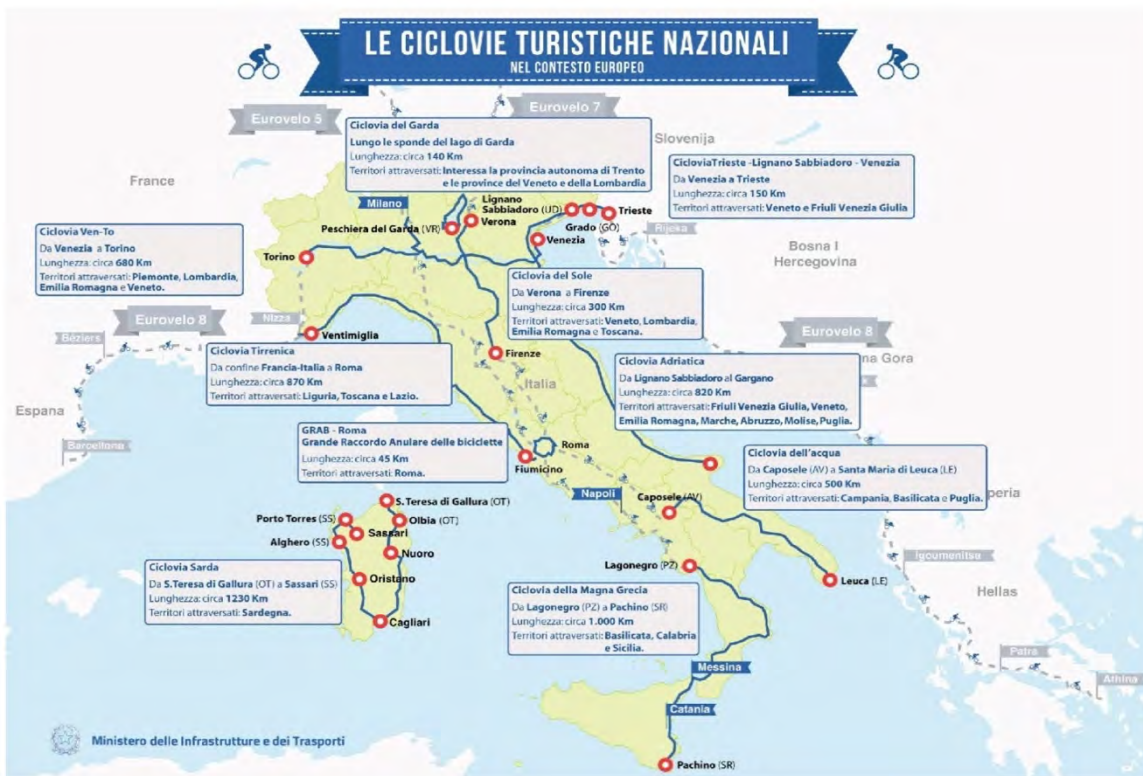 LE CICLOVIE TURISTICHE NAZIONALI
NEL CONTESTO EUROPEO
Eurovelo 5
Eurovelo 7
Ciclovia del Garda
Lungo le sponde del lago di Garda
Lunghezza: circa 140 Km
Territori attraversati: Interessa la provincia autonoma di Trento
e le province del Veneto e della Lombardia
Slovenija
CicloviaTrieste -Lignano Sabbiadoro - Venezia
Da Venezia a Trieste
Lunghezza: circa 150 Km
Territori attraversati: Veneto e Friuli Venezia Giulia
France
Milano
Lignano
Sabbiadoro (UD)
Verona
Trieste
Peschiera del Garda (VR)
Grado (GO)
Venezia
Rijeka
Bosna I
Hercegovina
Ciclovia Ven-To
Da Venezia a Torino
Lunghezza: circa 680 Km
Territori attraversati: Piemonte, Lombardia,
Emilia Romagna e Veneto.
Torino
Ciclovia del Sole
Da Verona a Firenze
Lunghezza: circa 300 Km
Territori attraversati: Veneto, Lombardia,
Emilia Romagna e Toscana.
Nizza
Eurovelo 8
Béziers
Ventimiglia
Eurovelo 8
na Gora
Ciclovia Tirrenica
Da confine Francia-Italia a Roma
Lunghezza: circa 870 Km
Territori attraversati: Liguria, Toscana e Lazio.
Firenze
Italia
Ciclovia Adriatica
Da Lignano Sabbiadoro al Gargano
Lunghezza: circa 820 Km
Territori attraversati: Friuli Venezia Giulia, Veneto,
Emilia Romagna, Marche, Abruzzo, Molise, Puglia.
Espana
Barcellona
GRAB - Roma
Grande Raccordo Anulare delle biciclette
Lunghezza: circa 45 Km
Territori attraversati: Roma.
Roma
Fiumicino
Ciclovia dell'acqua
Da Caposele (AV) a Santa Maria di Leuca (LE)
Lunghezza: circa 500 Km
Territori attraversati: Campania, Basilicata e Puglia.
peria
Napoli
Caposele (AV)
S. Teresa di Gallura (OT)
Porto Torres (SS)
Olbia (OT)
Sassari
Alghero (SS)
Nuoro
Igoumenitsa
Ciclovia Sarda
Da S.Teresa di Gallura (OT) a Sassari (SS)
Lunghezza: circa 1230 Km
Territori attraversati: Sardegna.
Oristano
Cagliari
Lagonegro (PZ)
Leuca (LE)
Hellas
Ciclovia della Magna Grecia
Da Lagonegro (PZ) a Pachino (SR)
Lunghezza: circa 1.000 Km
Territori attraversati: Basilicata, Calabria
e Sicilia.
Patra
Messina
Athina
Catania
Ministero delle Infrastrutture e dei Trasporti
Pachino (SR)